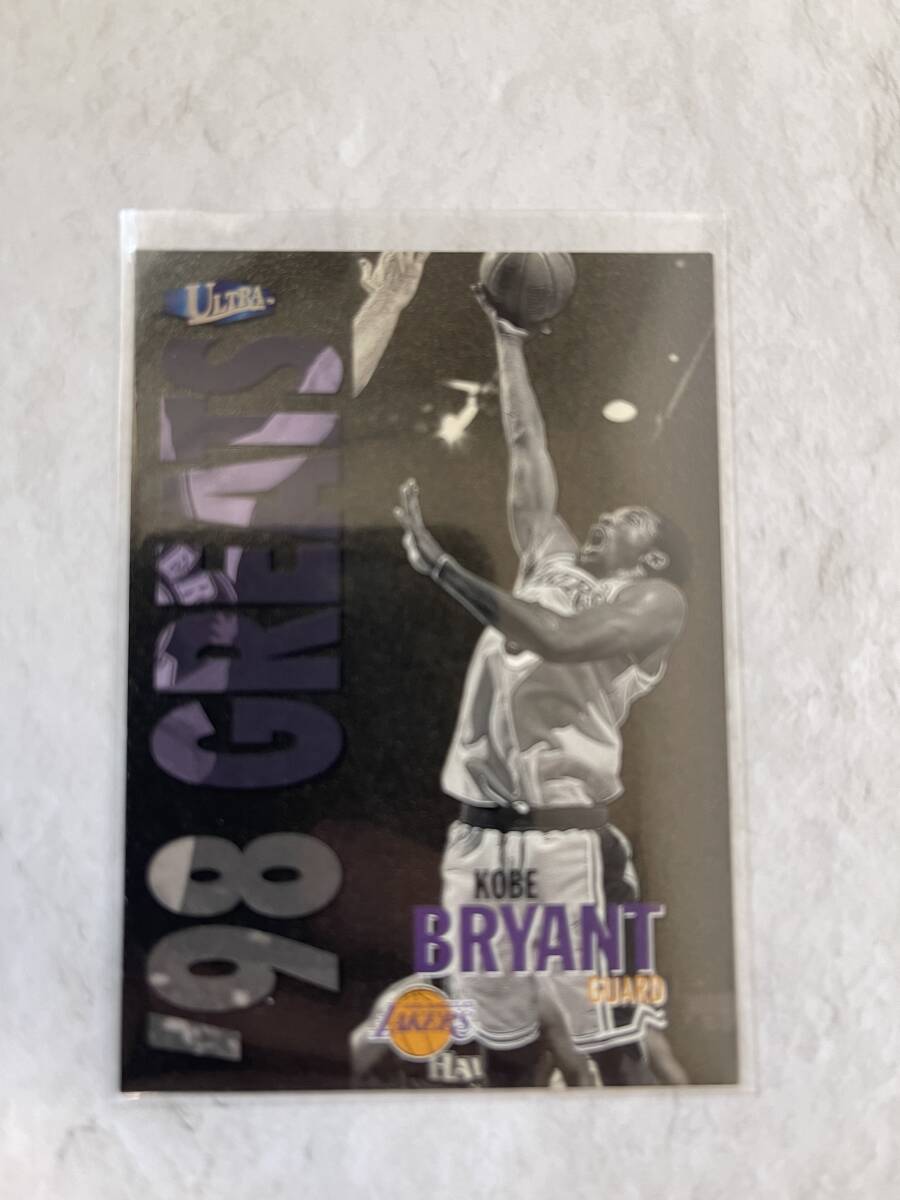 ULTRA
'98 GREATS
KOBE
BRYANT
GUARD
LAKERS